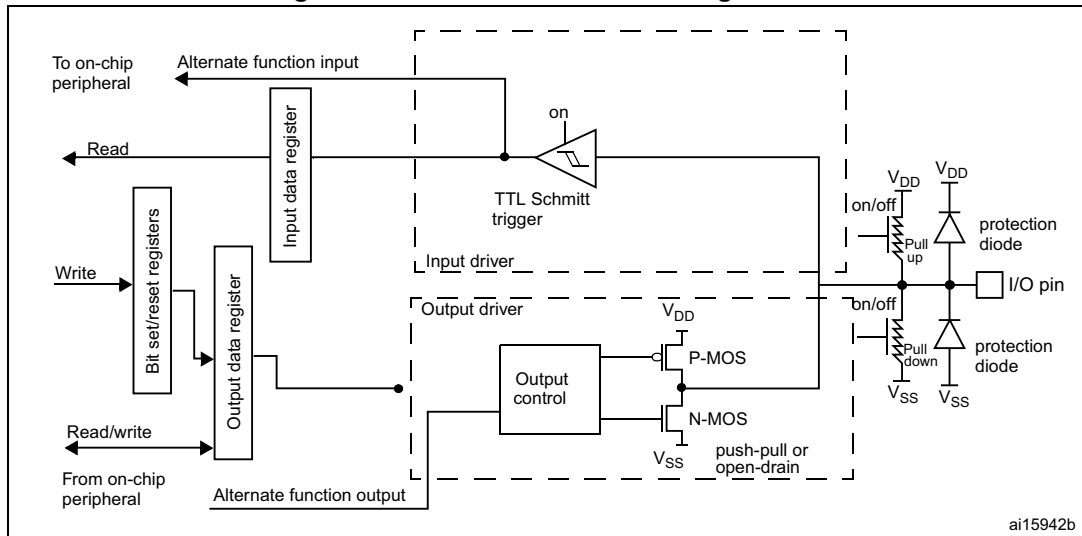 To on-chip
peripheral
Alternate function input
on
Read
Input data register
TTL Schmitt
trigger
Input driver
VDD
VDD
on/off
Pull
up
protection
diode
I/O pin
Write
Bit set/reset registers
Output data register
Output driver
VDD
on/off
Pull
down
protection
diode
VSS
VSS
P-MOS
Output
control
N-MOS
VSS
push-pull or
open-drain
Read/write
From on-chip
peripheral
Alternate function output
ai15942b